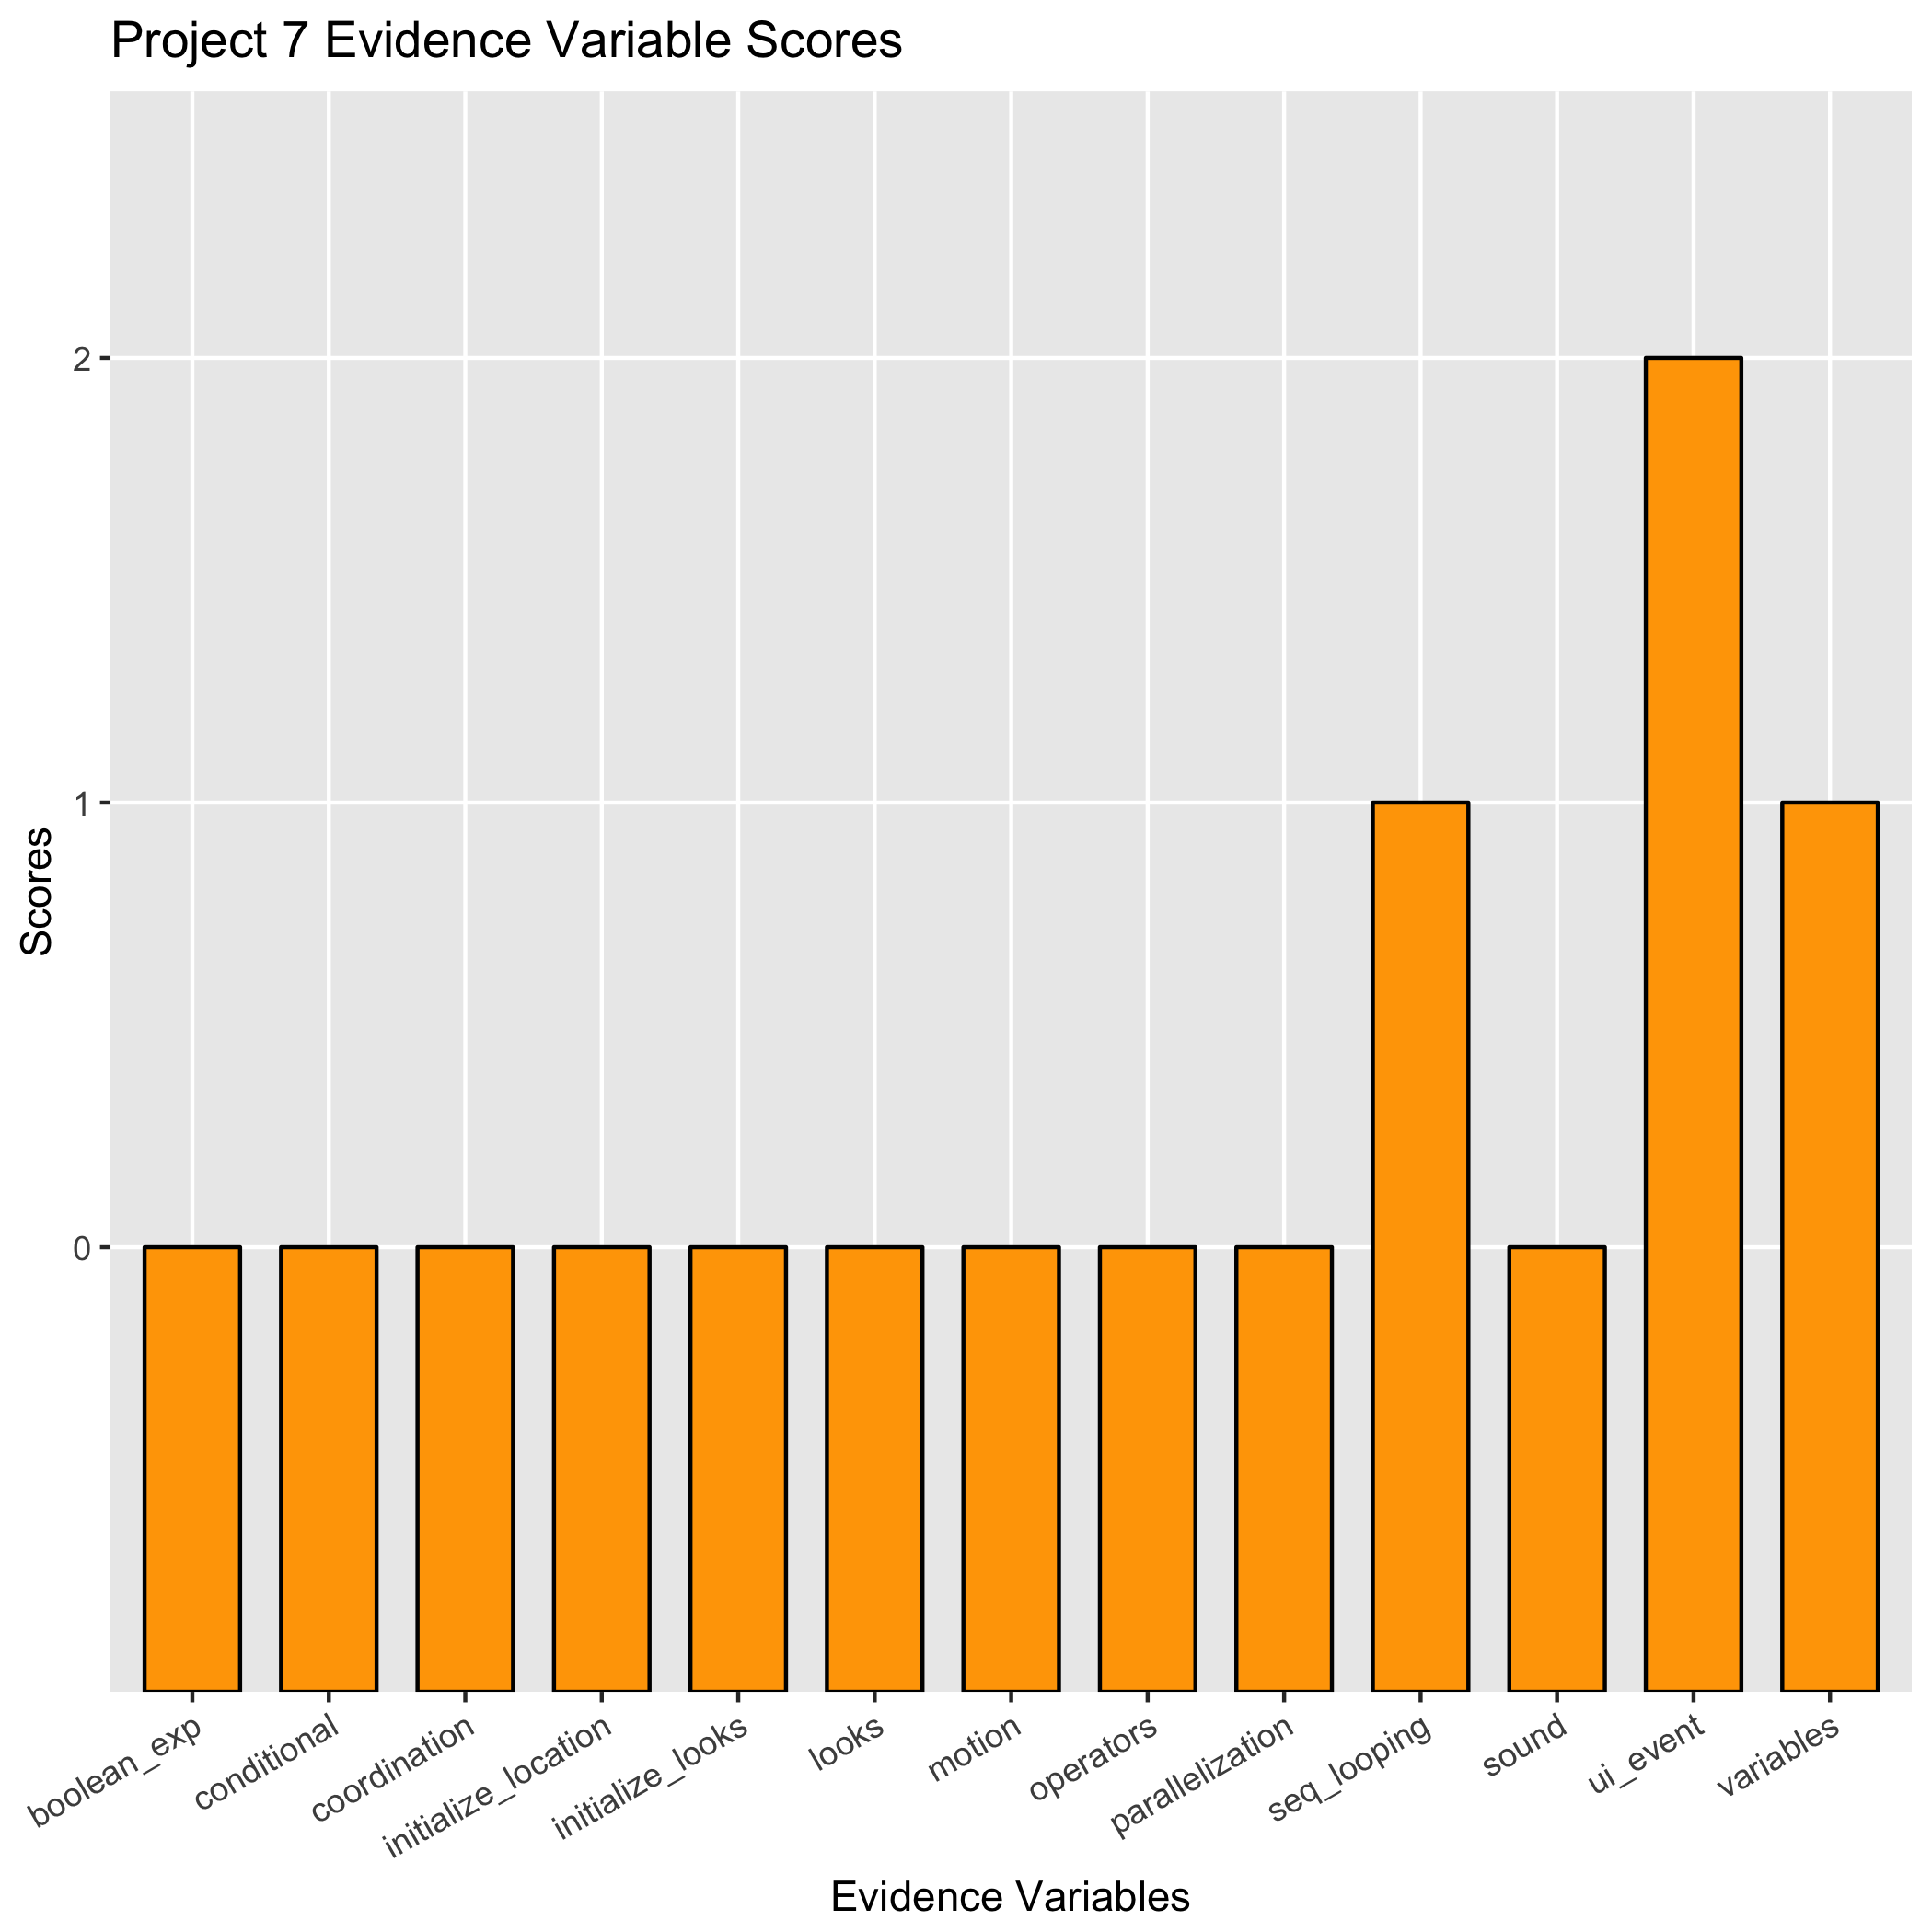 Project 7 Evidence Variable Scores
Scores
2
1
0
boolean_exp
conditional
coordination
initialize_location
initialize_looks
looks
motion
operators
parallelization
seq_looping
sound
ui_event
variables
Evidence Variables